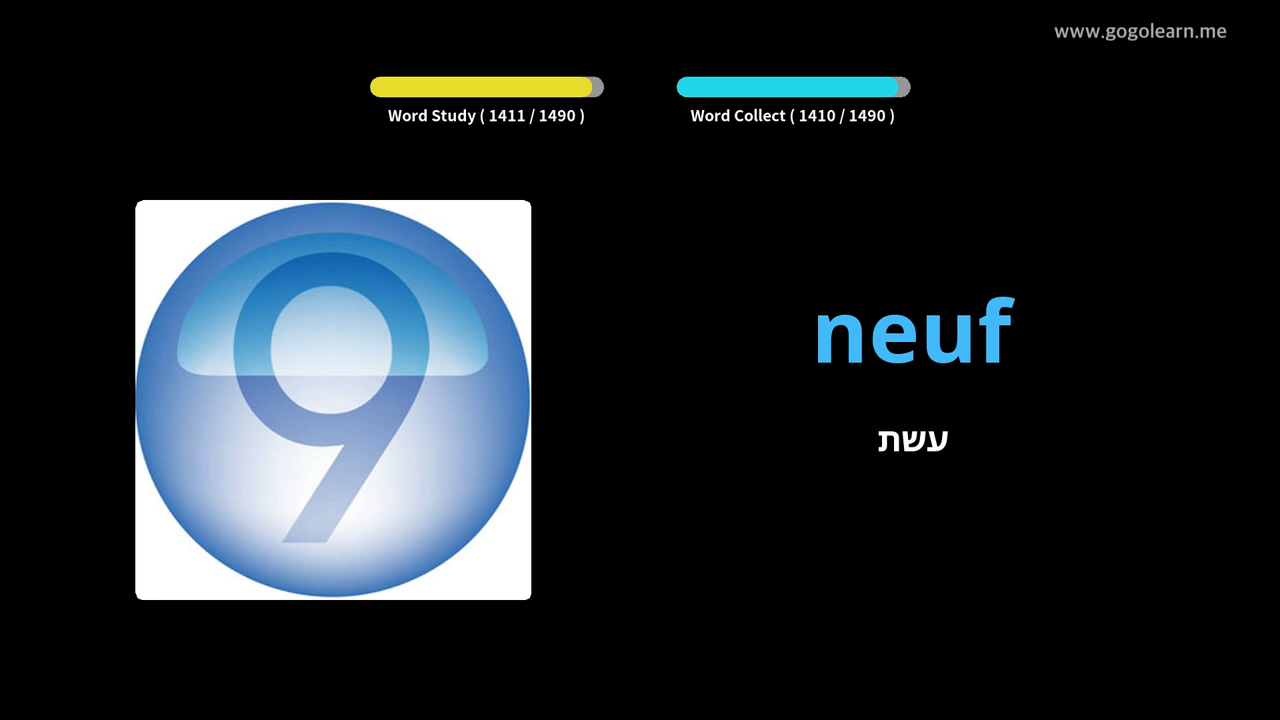 www.gogolearn.me
Word Study ( 1411 / 1490 )
Word Collect ( 1410 / 1490 )
9
neuf
עשת